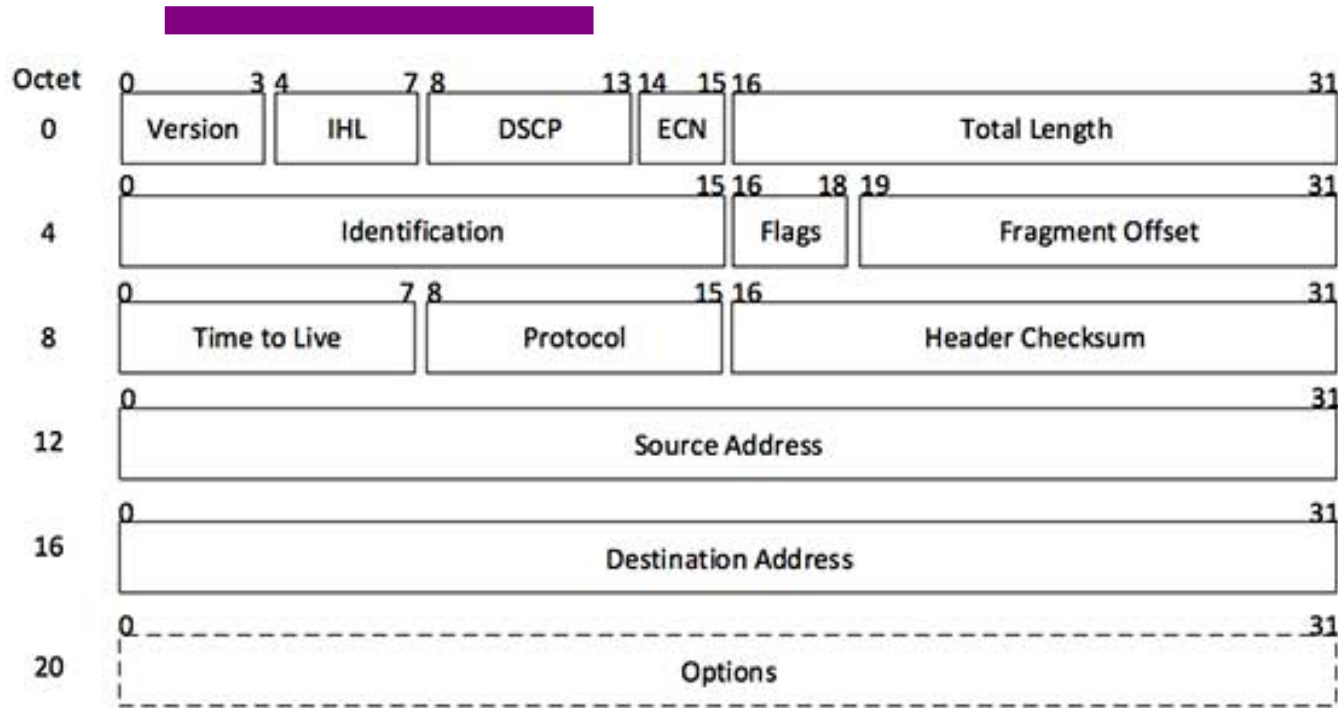 Octet 0 3 4 7 8 13 14 15 16 31
0 Version IHL DSCP ECN Total Length
0 15 16 18 19 31
4 Identification Flags Fragment Offset
0 7 8 15 16 31
8 Time to Live Protocol Header Checksum
0 31
12 Source Address
0 31
16 Destination Address
0 31
20 Options